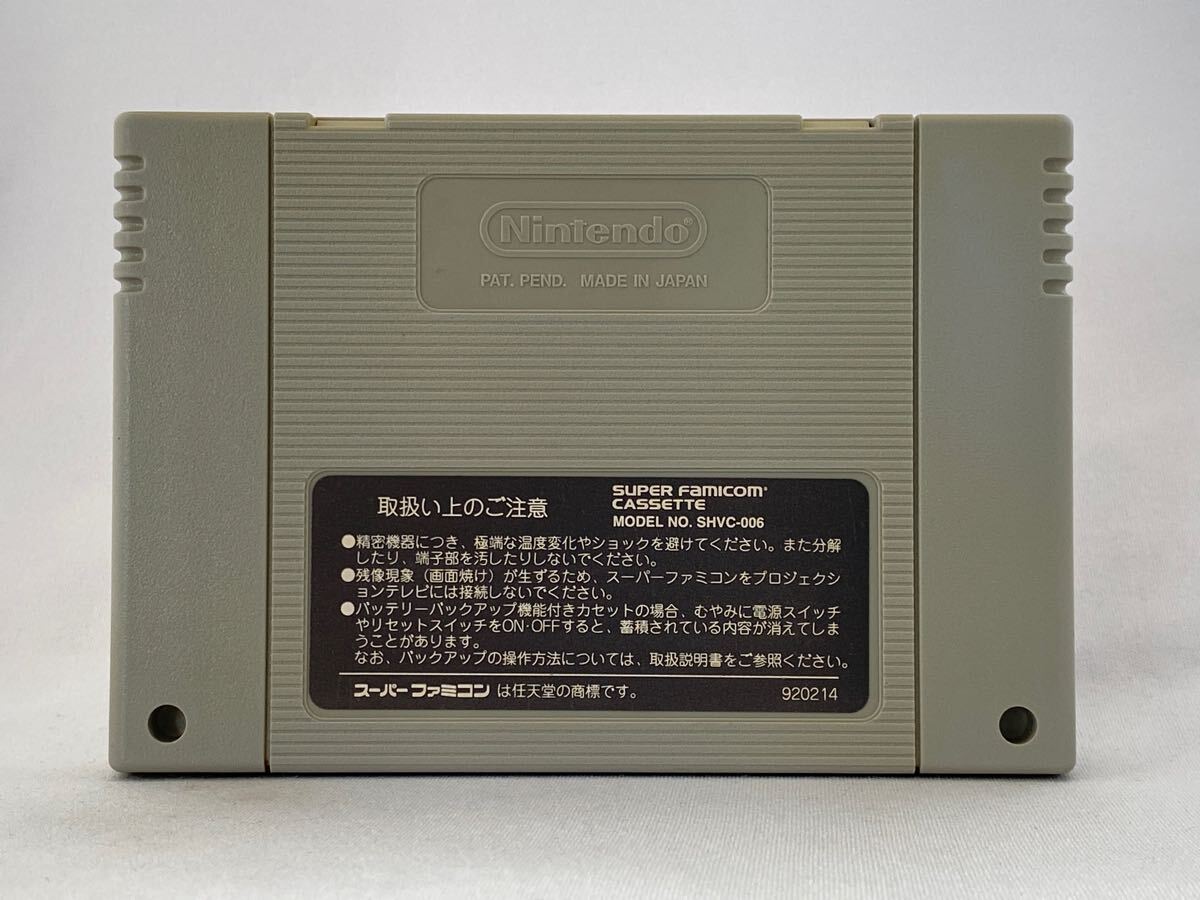 Nintendo®
PAT. PEND. MADE IN JAPAN
取扱い上のご注意
SUPER FAMICOM®
CASSETTE
MODEL NO. SHVC-006
●精密機器につき、極端な温度変化やショックを避けてください。また分解
したり、端子部を汚したりしないでください。
●残像現象（画面焼け）が生ずるため、スーパーファミコンをプロジェクシ
ョンテレビには接続しないでください。
●バッテリーバックアップ機能付きカセットの場合、むやみに電源スイッチ
やリセットスイッチをON・OFFすると、蓄積されている内容が消えてしま
うことがあります。
なお、バックアップの操作方法については、取扱説明書をご参照ください。
スーパーファミコン は任天堂の商標です。
920214